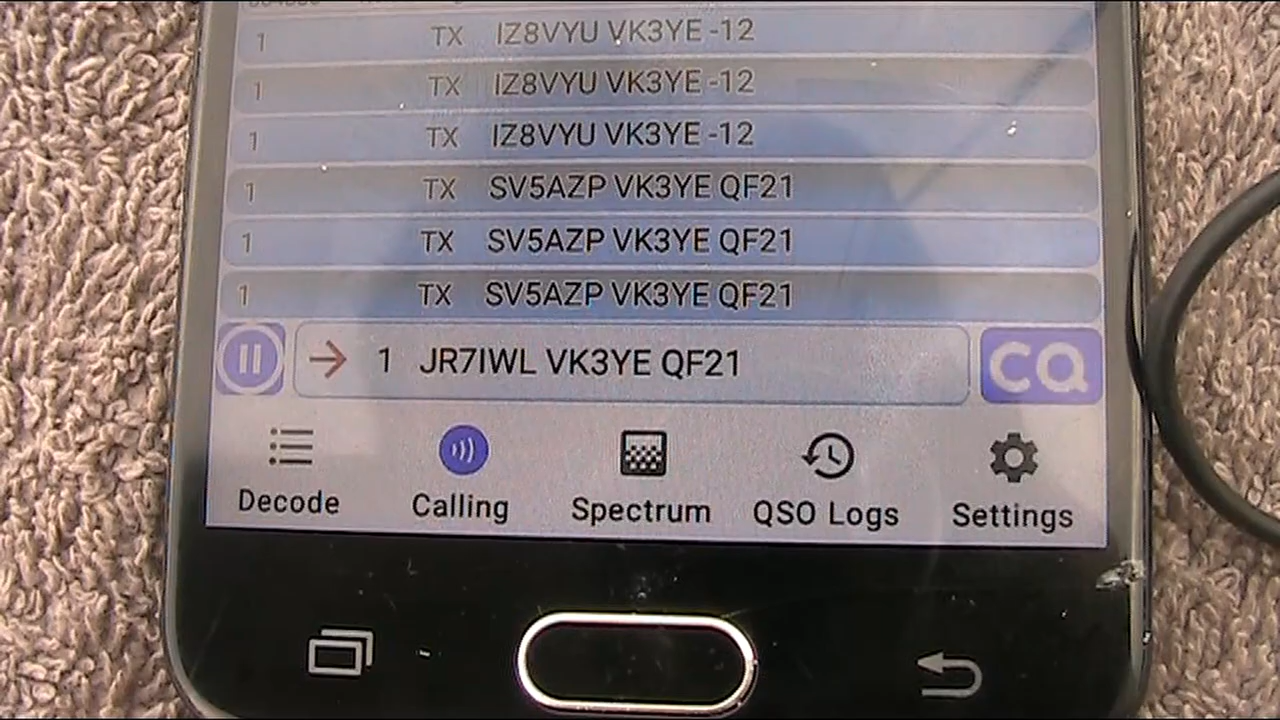 1 TX IZ8VYU VK3YE -12
1 TX IZ8VYU VK3YE -12
1 TX IZ8VYU VK3YE -12
1 TX SV5AZP VK3YE QF21
1 TX SV5AZP VK3YE QF21
1 TX SV5AZP VK3YE QF21
1 JR7IWL VK3YE QF21 CQ
Decode Calling Spectrum QSO Logs Settings